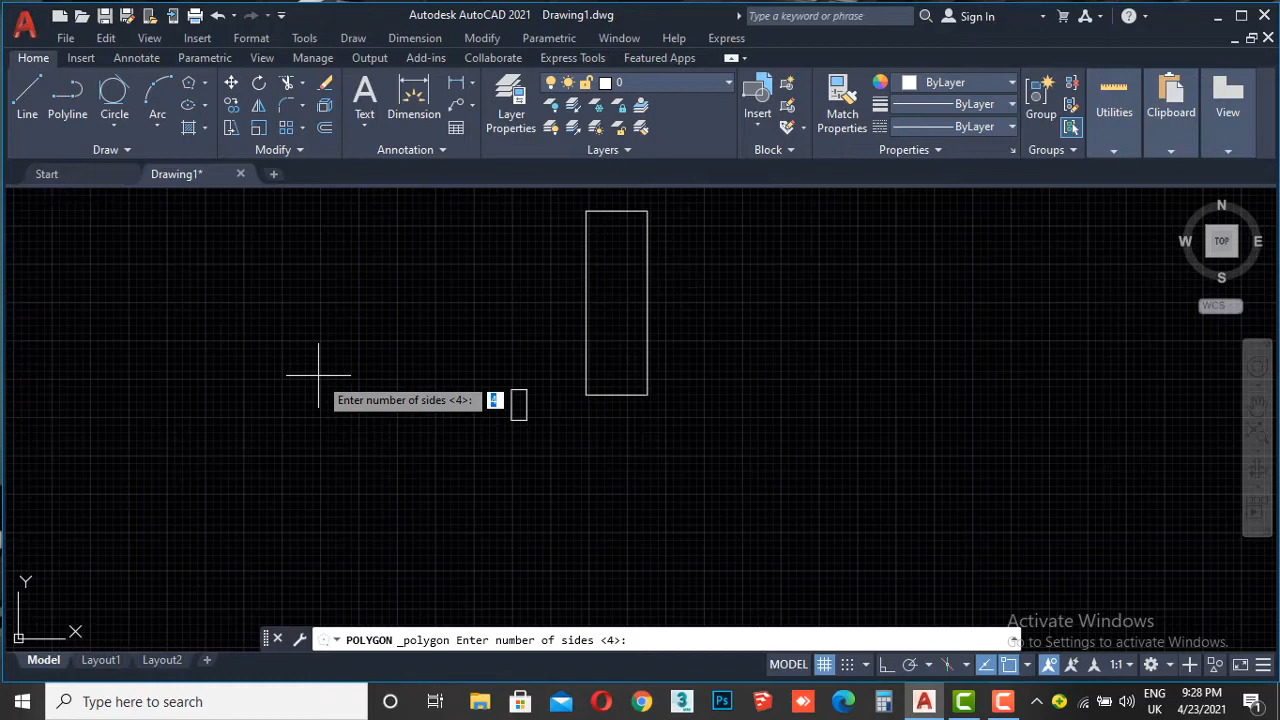 Autodesk AutoCAD 2021 Drawing1.dwg
Type a keyword or phrase
Sign In
File Edit View Insert Format Tools Draw Dimension Modify Parametric Window Help Express
Home Insert Annotate Parametric View Manage Output Add-ins Collaborate Express Tools Featured Apps
0
ByLayer
ByLayer
ByLayer
Line Polyline Circle Arc
Text Dimension
Layer Properties
Insert
Match Properties
Group
Utilities
Clipboard
View
Draw Modify Annotation Layers Block Properties Groups
Start Drawing1*
N
W TOP E
S
WCS
Enter number of sides <4>: 4
Y
X
Activate Windows
Go to Settings to activate Windows.
POLYGON _polygon Enter number of sides <4>:
Model Layout1 Layout2 +
MODEL 1:1
Type here to search
Ps
ENG
UK
9:28 PM
4/23/2021
1